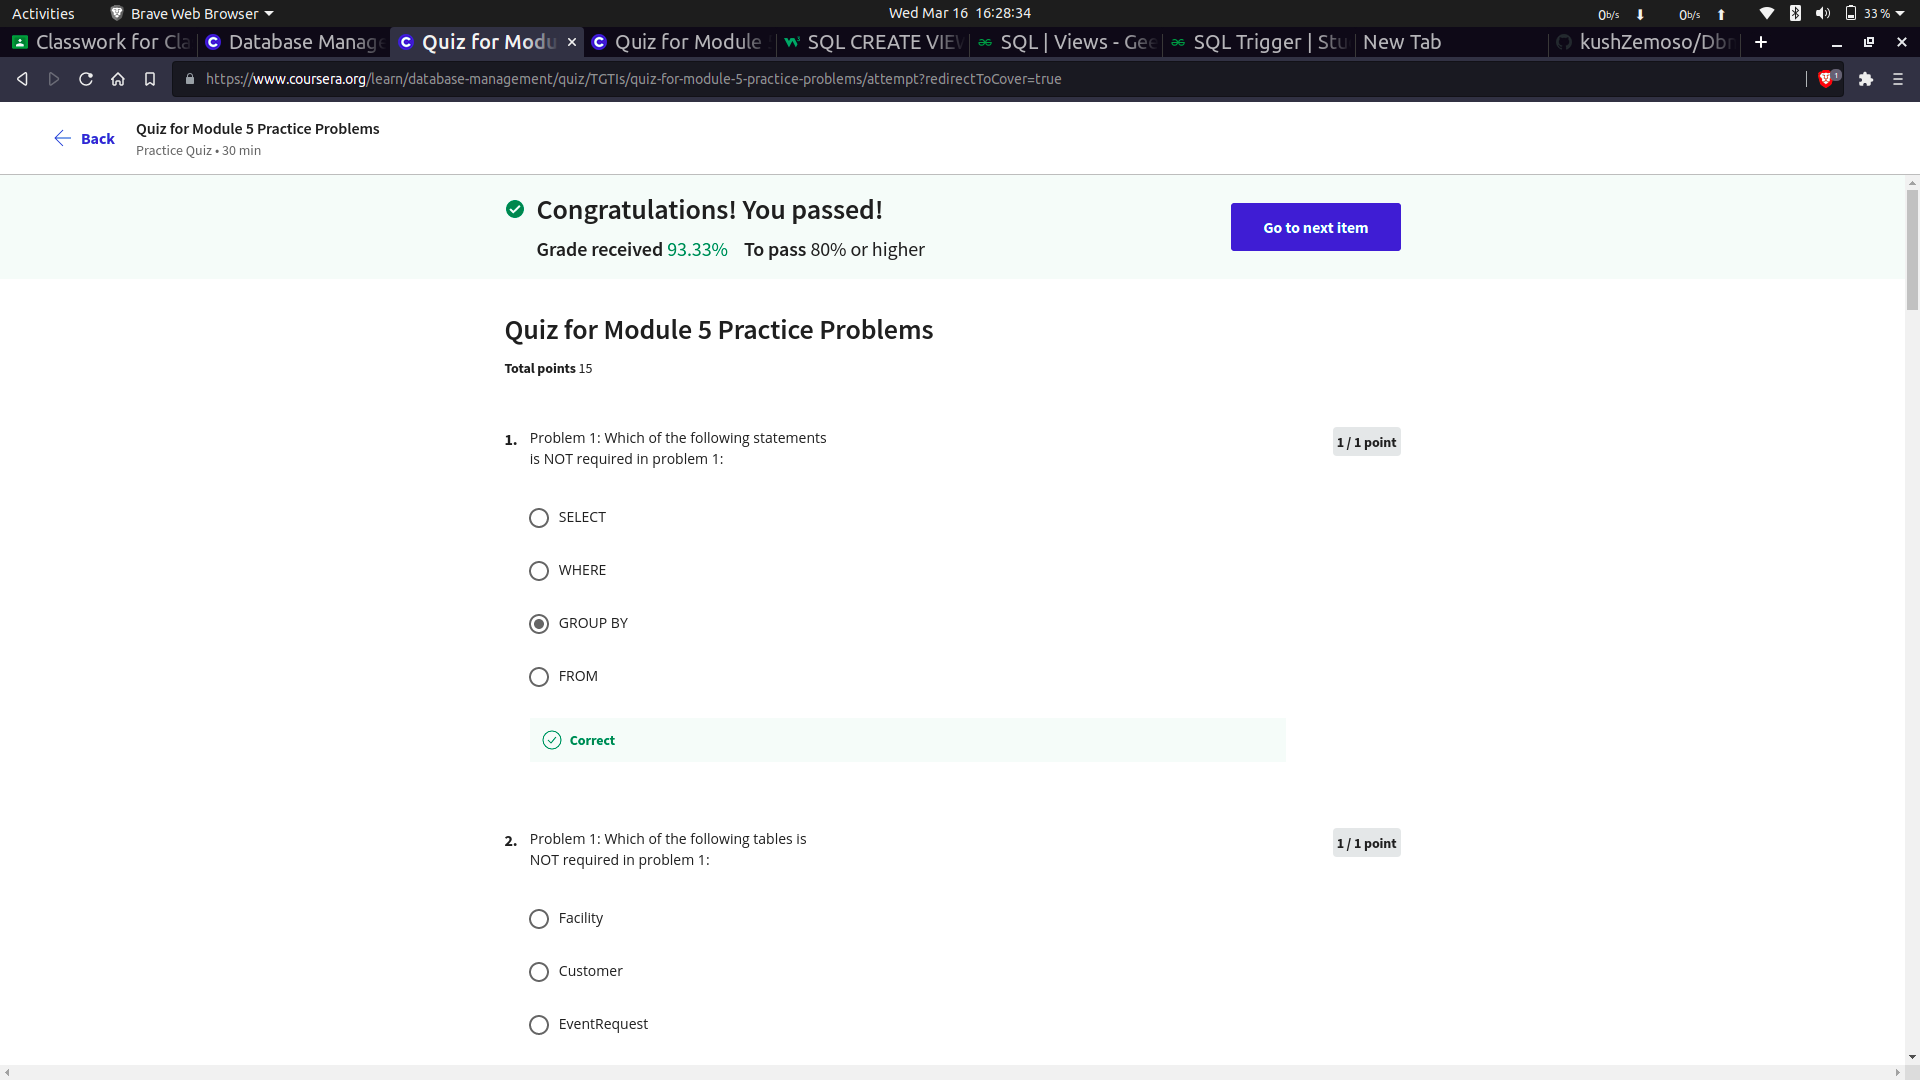 Activities
Brave Web Browser
Wed Mar 16 16:28:34
0b/s
0b/s
33 %
Classwork for Cla
Database Manage
Quiz for Modu
Quiz for Module
SQL CREATE VIEW
SQL | Views - Gee
SQL Trigger | Stu
New Tab
kushZemoso/Dbm
https://www.coursera.org/learn/database-management/quiz/TGTIs/quiz-for-module-5-practice-problems/attempt?redirectToCover=true
1
Back
Quiz for Module 5 Practice Problems
Practice Quiz • 30 min
Congratulations! You passed!
Grade received 93.33% To pass 80% or higher
Go to next item
Quiz for Module 5 Practice Problems
Total points 15
1. Problem 1: Which of the following statements
is NOT required in problem 1:
1 / 1 point
SELECT
WHERE
GROUP BY
FROM
Correct
2. Problem 1: Which of the following tables is
NOT required in problem 1:
1 / 1 point
Facility
Customer
EventRequest